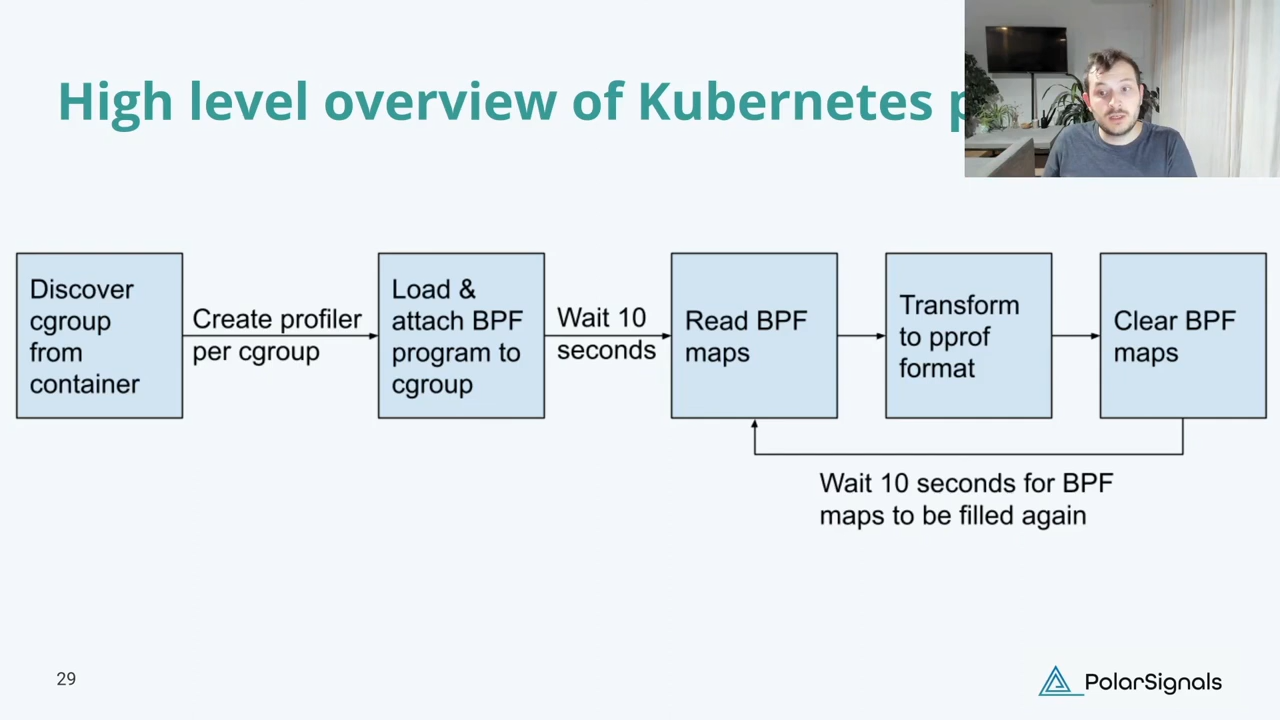 High level overview of Kubernetes
Discover
cgroup
from
container
Create profiler
per cgroup
Load &
attach BPF
program to
cgroup
Wait 10
seconds
Read BPF
maps
Transform
to pprof
format
Clear BPF
maps
Wait 10 seconds for BPF
maps to be filled again
29
PolarSignals